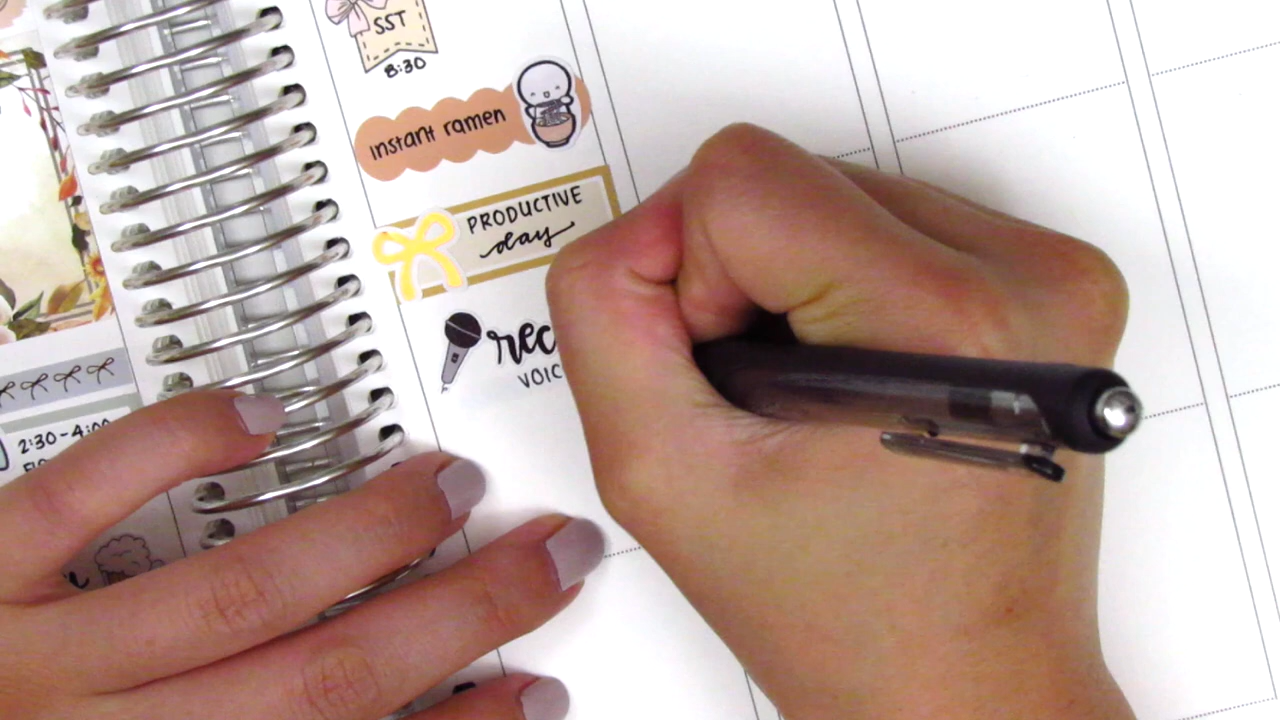 SST
8:30
instant ramen
PRODUCTIVE
day
rec
VOIC
2:30-4:00